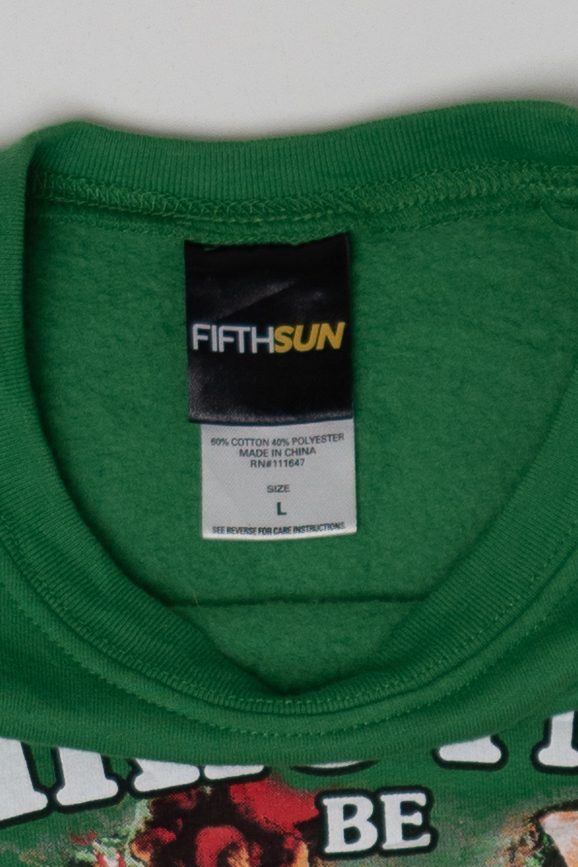 FIFTHSUN
60% COTTON 40% POLYESTER
MADE IN CHINA
RN#111647
SIZE
L
SEE REVERSE FOR CARE INSTRUCTIONS
BE